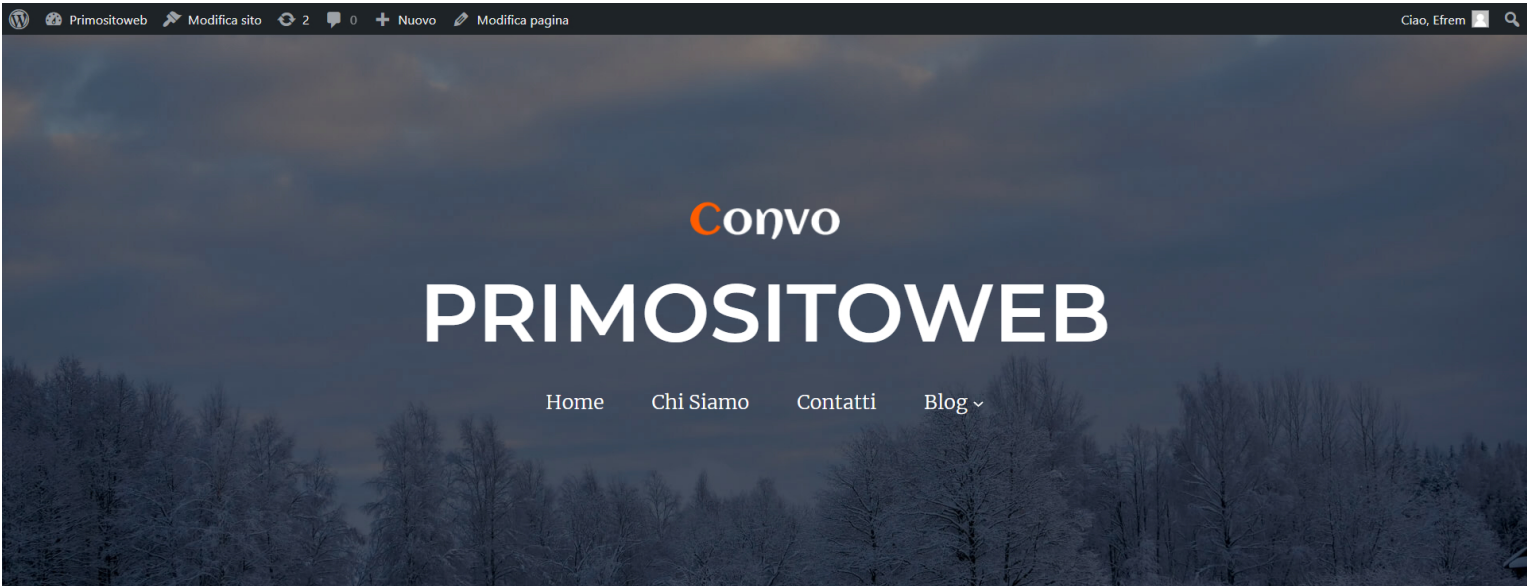 Primositoweb Modifica sito 2 0 Nuovo Modifica pagina Ciao, Efrem
Convo
PRIMOSITOWEB
Home Chi Siamo Contatti Blog